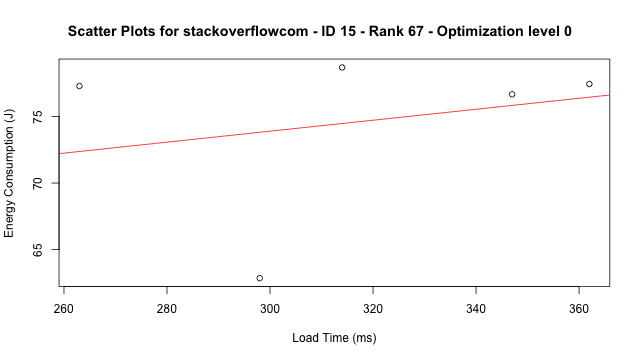 Scatter Plots for stackoverflowcom - ID 15 - Rank 67 - Optimization level 0
Energy Consumption (J)
75
70
65
260 280 300 320 340 360
Load Time (ms)